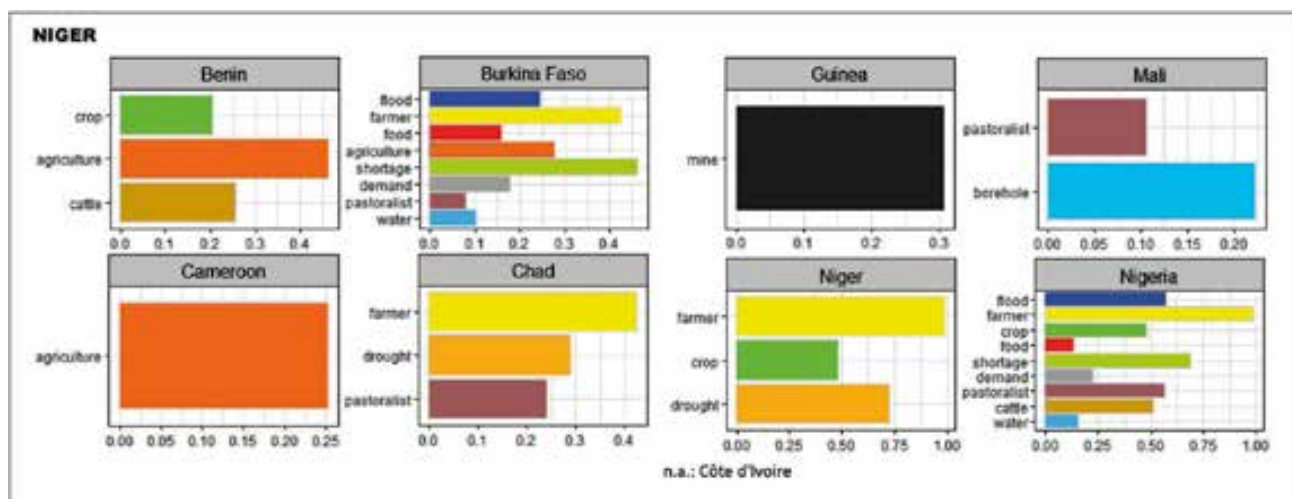 NIGER
Benin
crop
agriculture
cattle
0.0 0.1 0.2 0.3 0.4
Burkina Faso
flood
farmer
food
agriculture
shortage
demand
pastoralist
water
0.0 0.1 0.2 0.3 0.4
Guinea
mine
0.0 0.1 0.2 0.3
Mali
pastoralist
borehole
0.00 0.05 0.10 0.15 0.20
Cameroon
agriculture
0.00 0.05 0.10 0.15 0.20 0.25
Chad
farmer
drought
pastoralist
0.0 0.1 0.2 0.3 0.4
Niger
farmer
crop
drought
0.00 0.25 0.50 0.75 1.00
Nigeria
flood
farmer
crop
food
shortage
demand
pastoralist
cattle
water
0.00 0.25 0.50 0.75 1.00
n.a.: Côte d'Ivoire